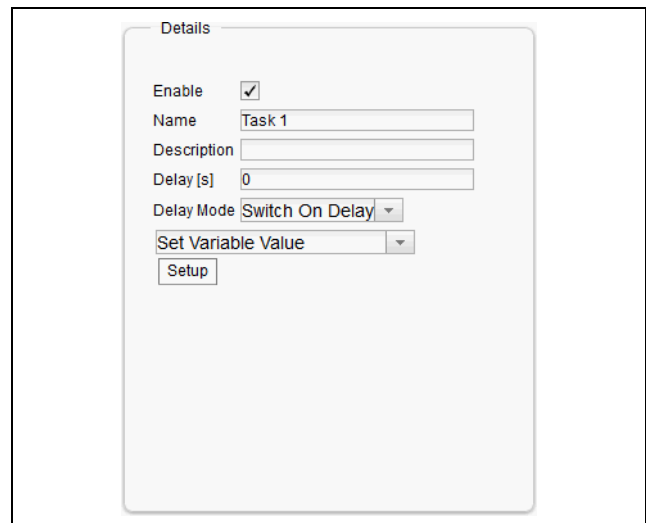 Details
Enable
Name Task 1
Description
Delay [s] 0
Delay Mode Switch On Delay
Set Variable Value
Setup